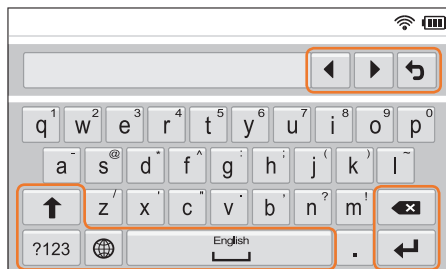 q 1 w 2 e 3 r 4 t 5 y 6 u 7 i 8 o 9 p 0
a - s @ d * f ^ g : h ; j ( k ) l ~
z / x ' c " v . b , n ? m !
?123 English .